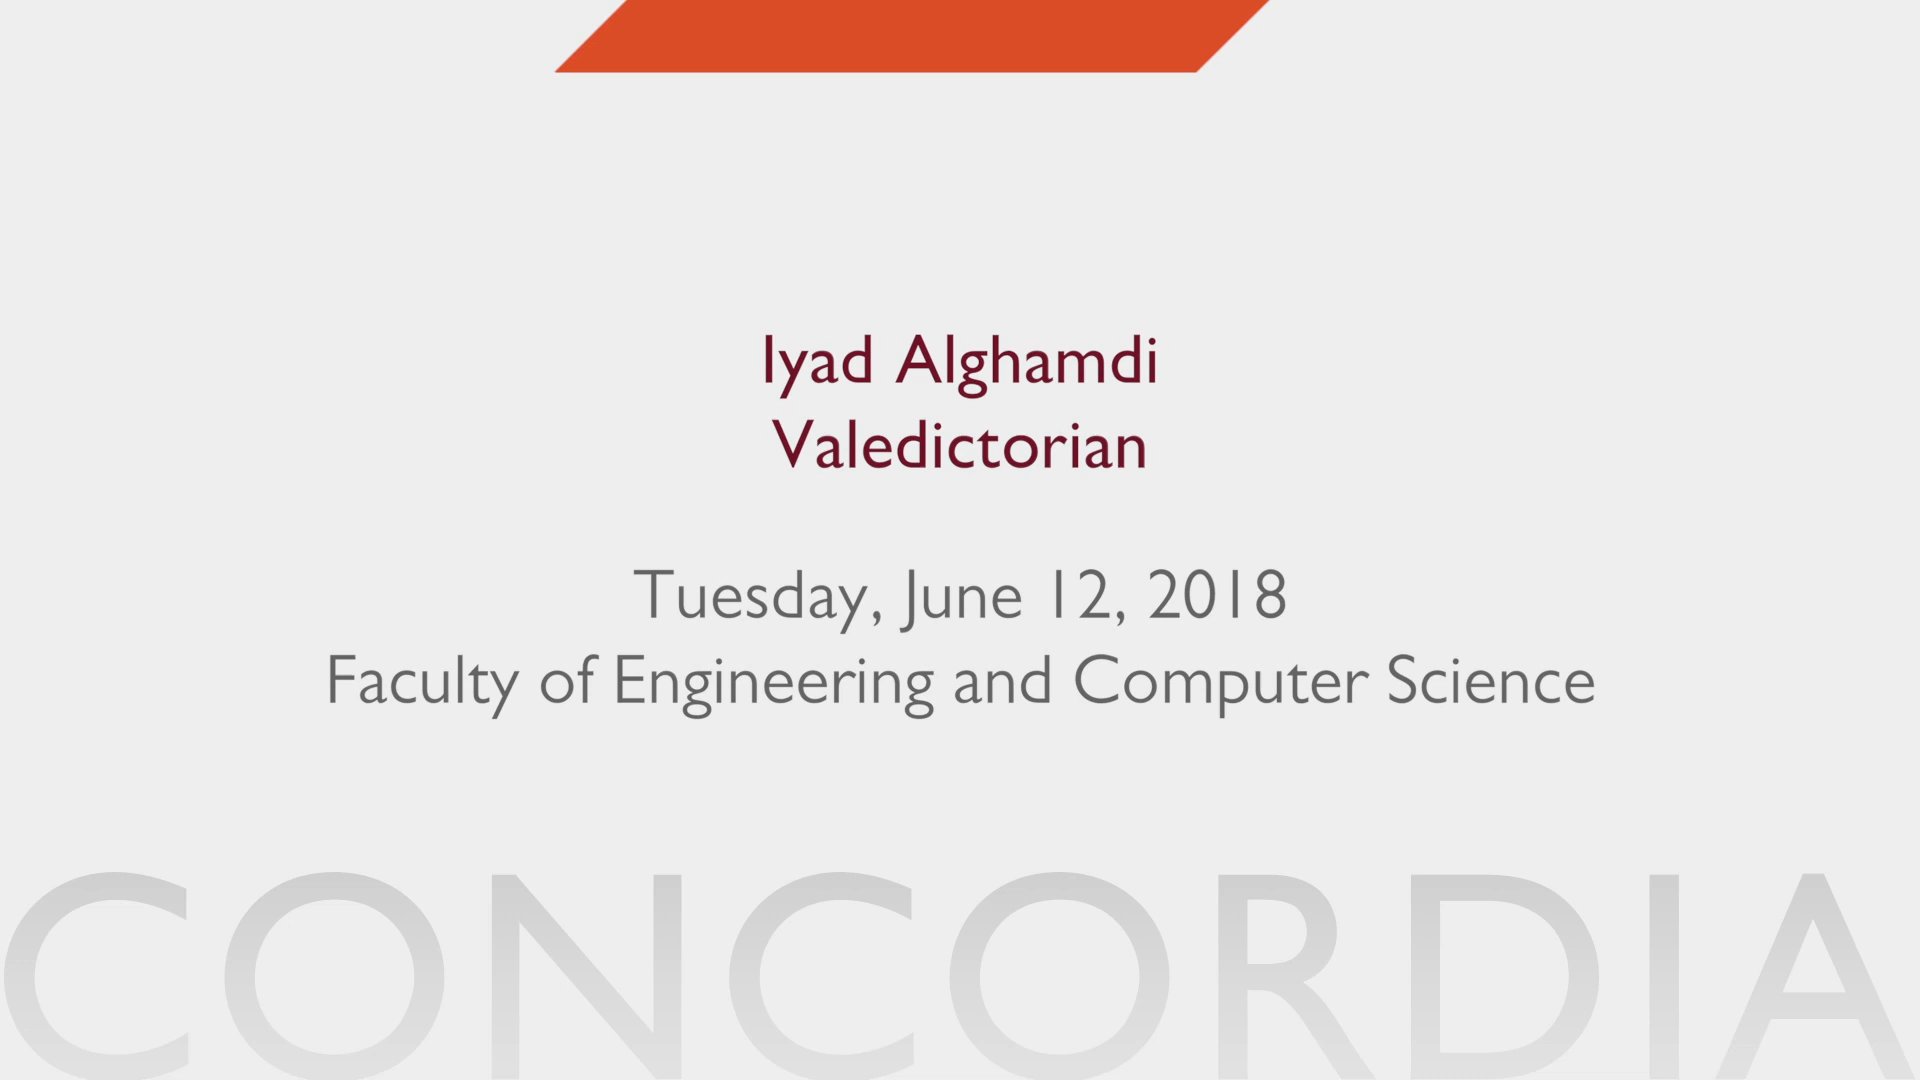 Iyad Alghamdi
Valedictorian
Tuesday, June 12, 2018
Faculty of Engineering and Computer Science
CONCORDIA